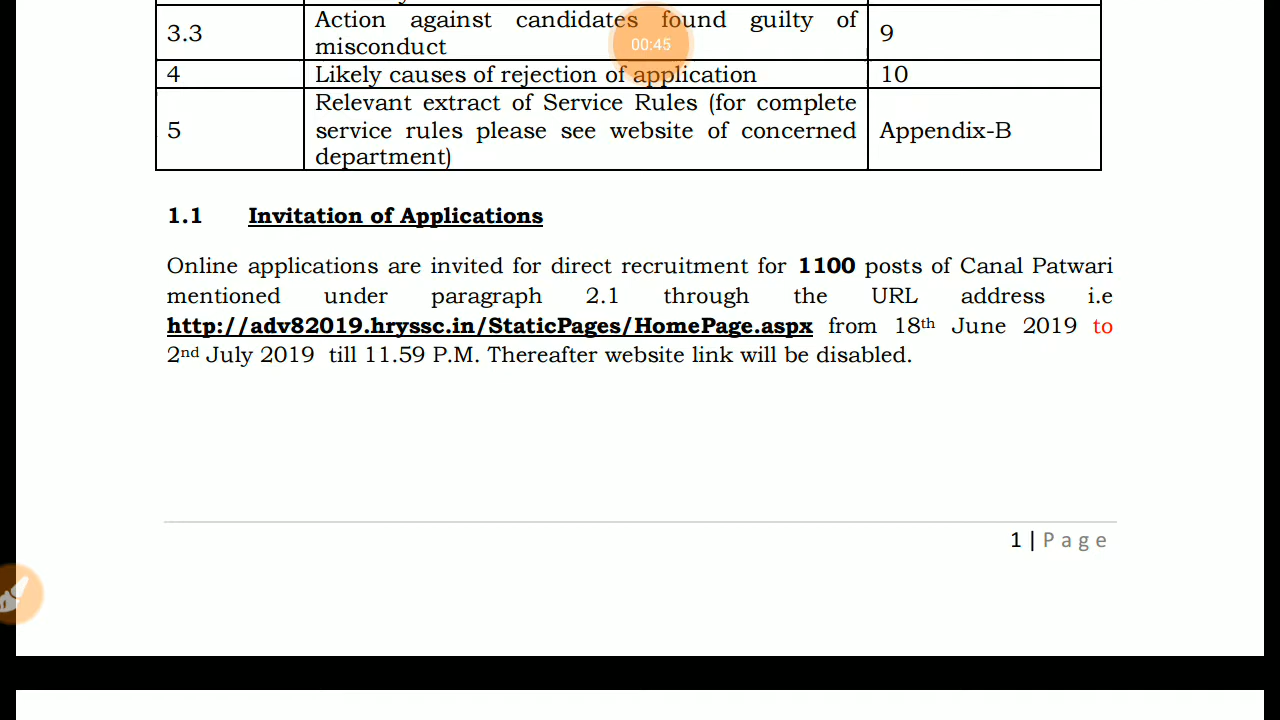 3.3 Action against candidates found guilty of misconduct 9
00:45
4 Likely causes of rejection of application 10
5 Relevant extract of Service Rules (for complete service rules please see website of concerned department) Appendix-B
1.1 Invitation of Applications
Online applications are invited for direct recruitment for 1100 posts of Canal Patwari
mentioned under paragraph 2.1 through the URL address i.e
http://adv82019.hryssc.in/StaticPages/HomePage.aspx from 18th June 2019 to
2nd July 2019 till 11.59 P.M. Thereafter website link will be disabled.
1 | Page